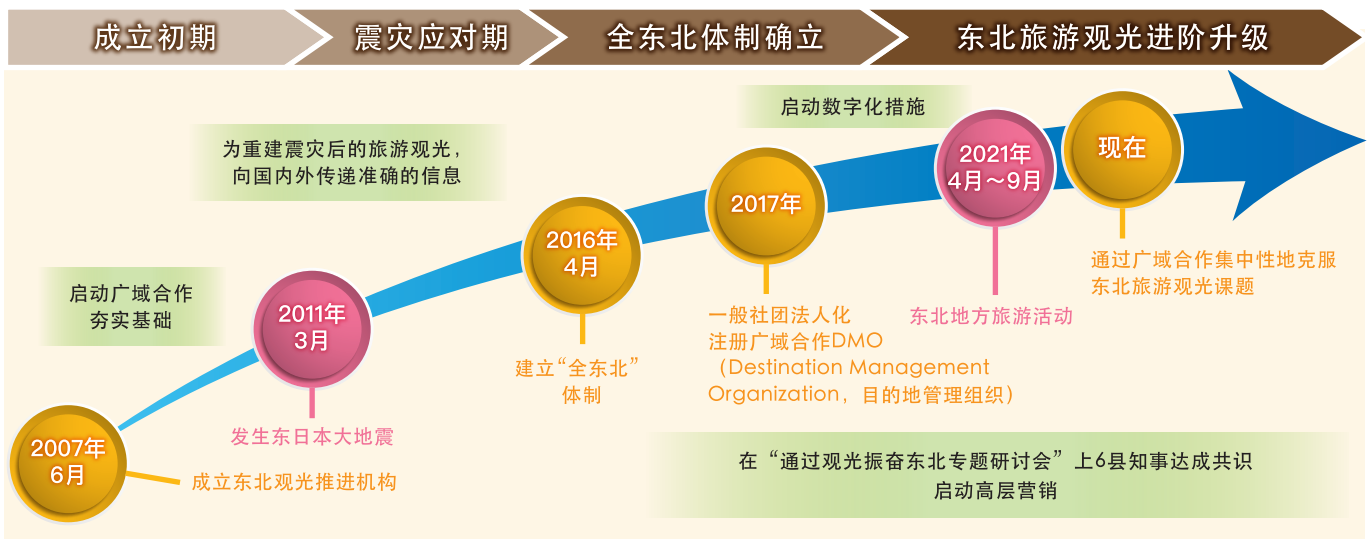 成立初期
震灾应对期
全东北体制确立
东北旅游观光进阶升级
启动数字化措施
为重建震灾后的旅游观光，
向国内外传递准确的信息
启动广域合作
夯实基础
2007年
6月
成立东北观光推进机构
2011年
3月
发生东日本大地震
2016年
4月
建立“全东北”
体制
2017年
一般社团法人化
注册广域合作DMO
（Destination Management
Organization，目的地管理组织）
2021年
4月～9月
东北地方旅游活动
现在
通过广域合作集中性地克服
东北旅游观光课题
在“通过观光振奋东北专题研讨会”上6县知事达成共识
启动高层营销